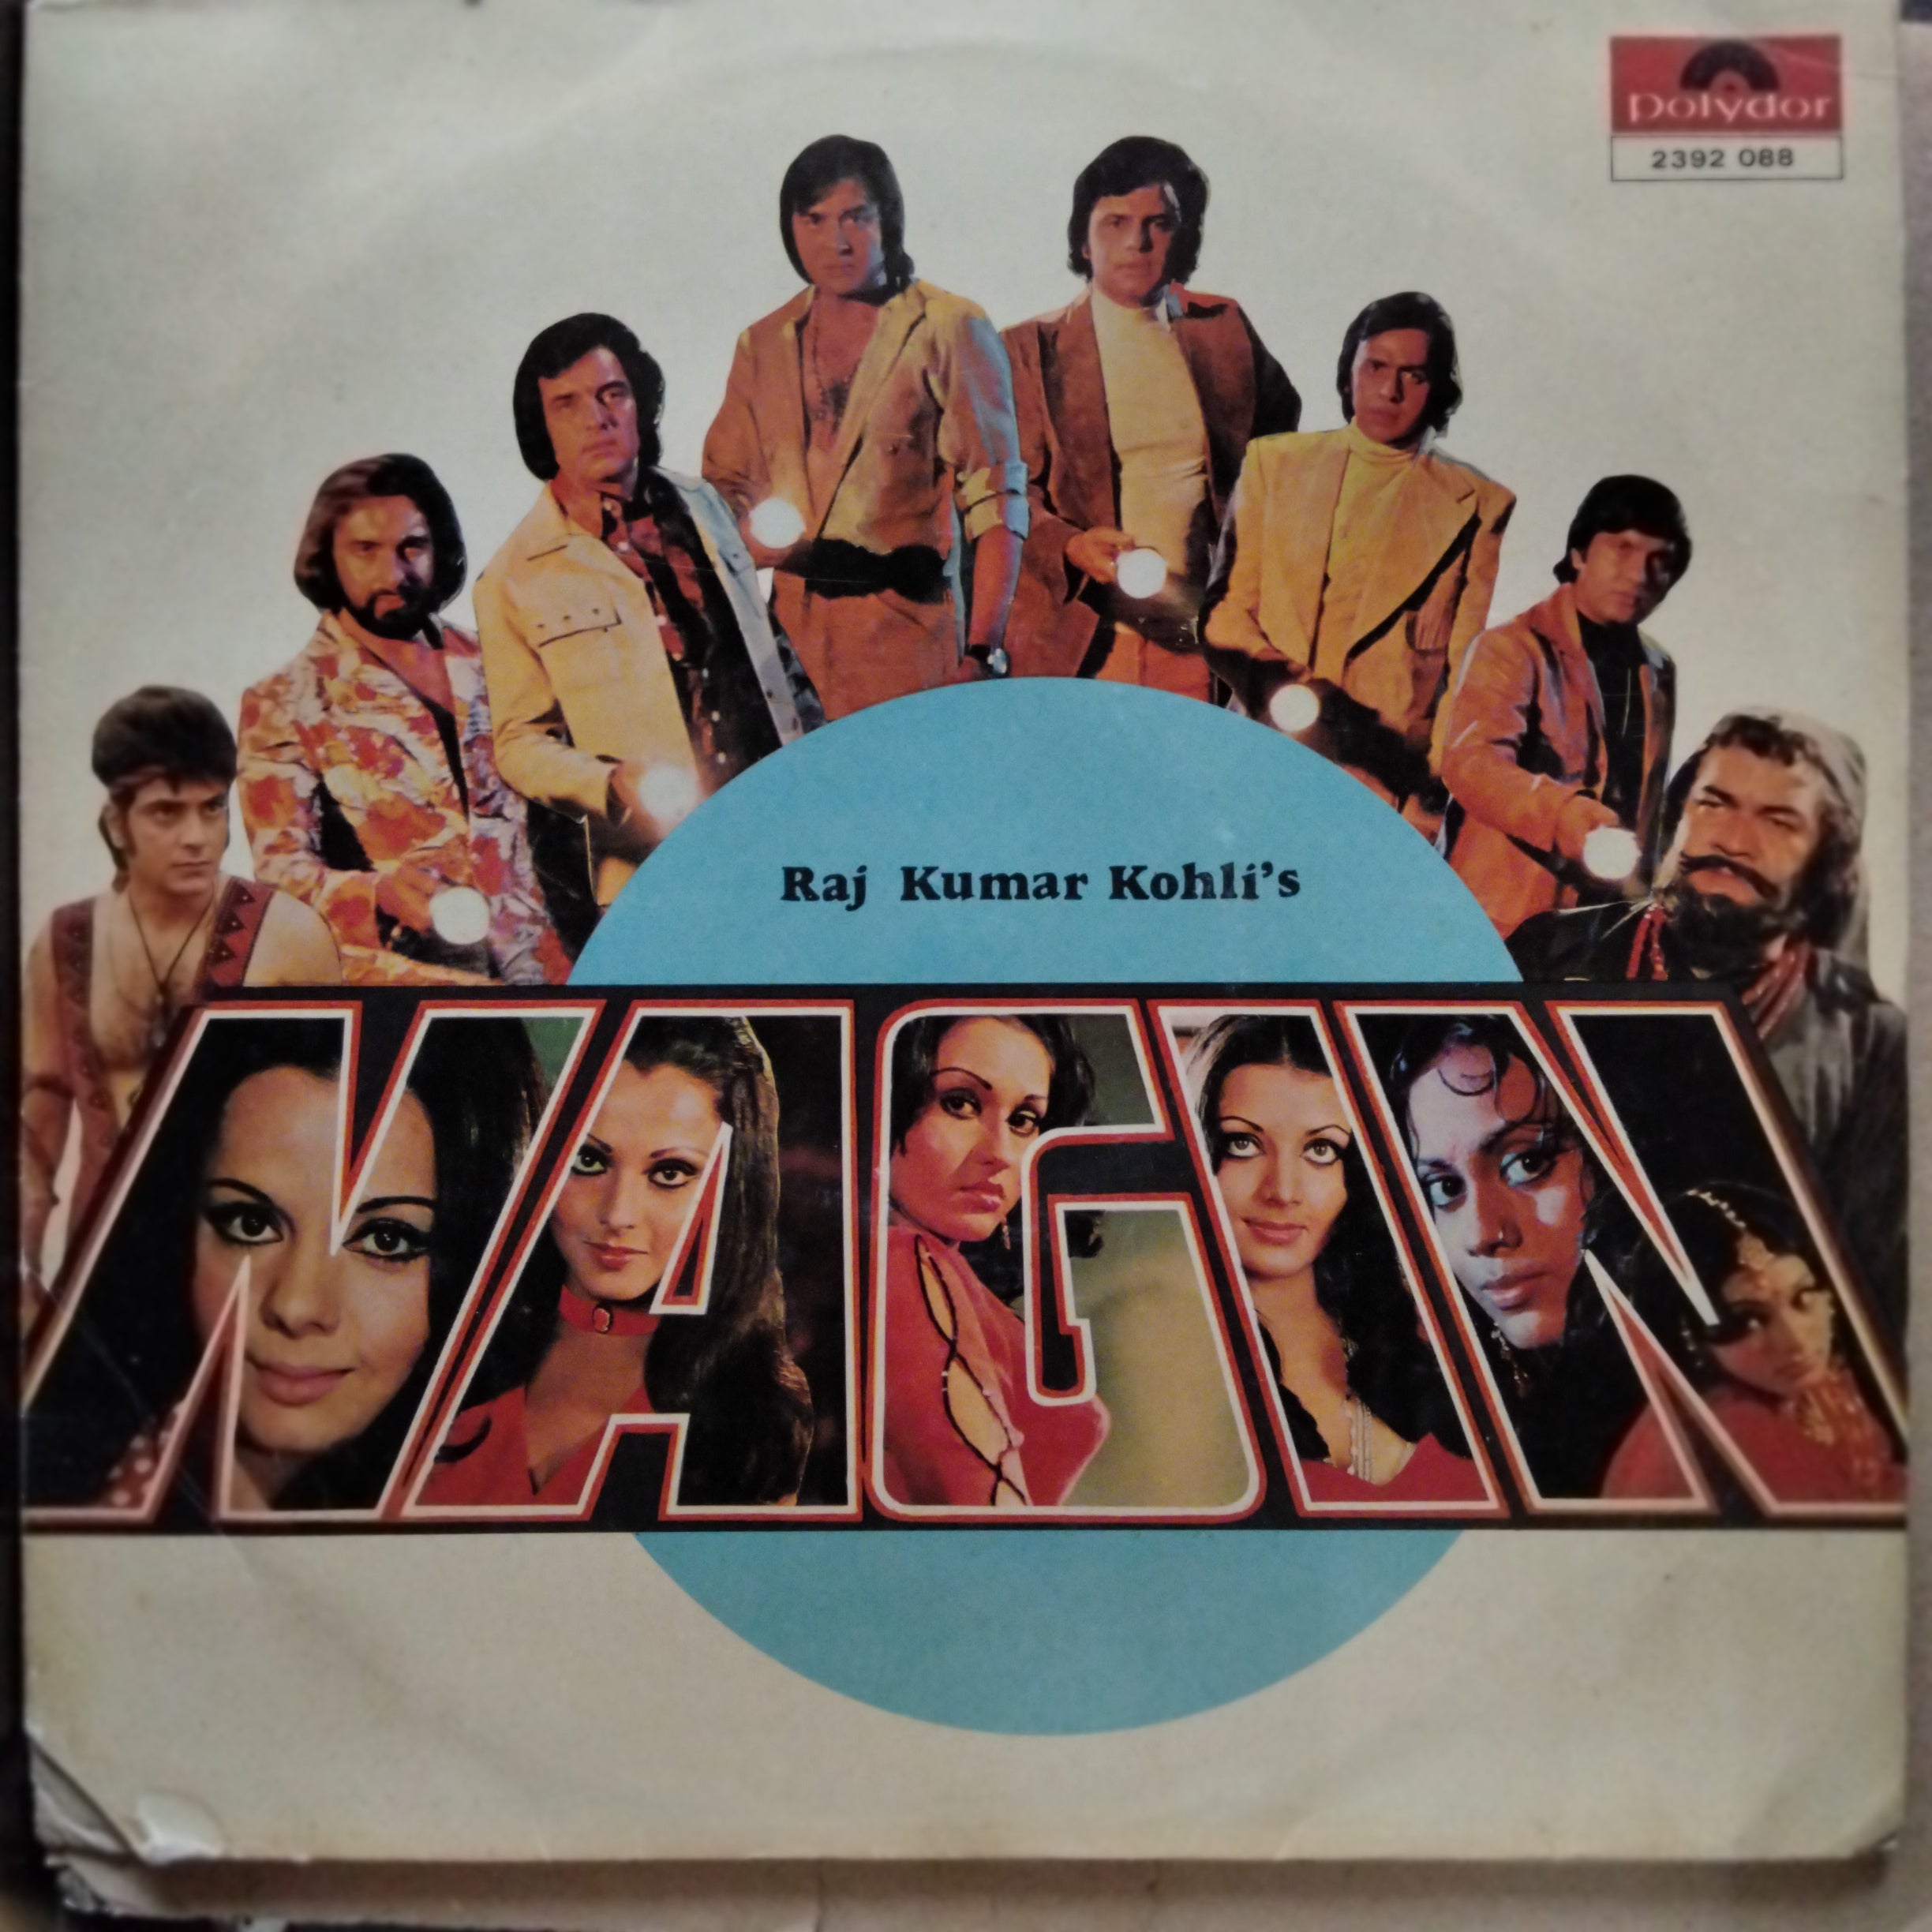 polydor
2392 088
Raj Kumar Kohli's
NAGIN